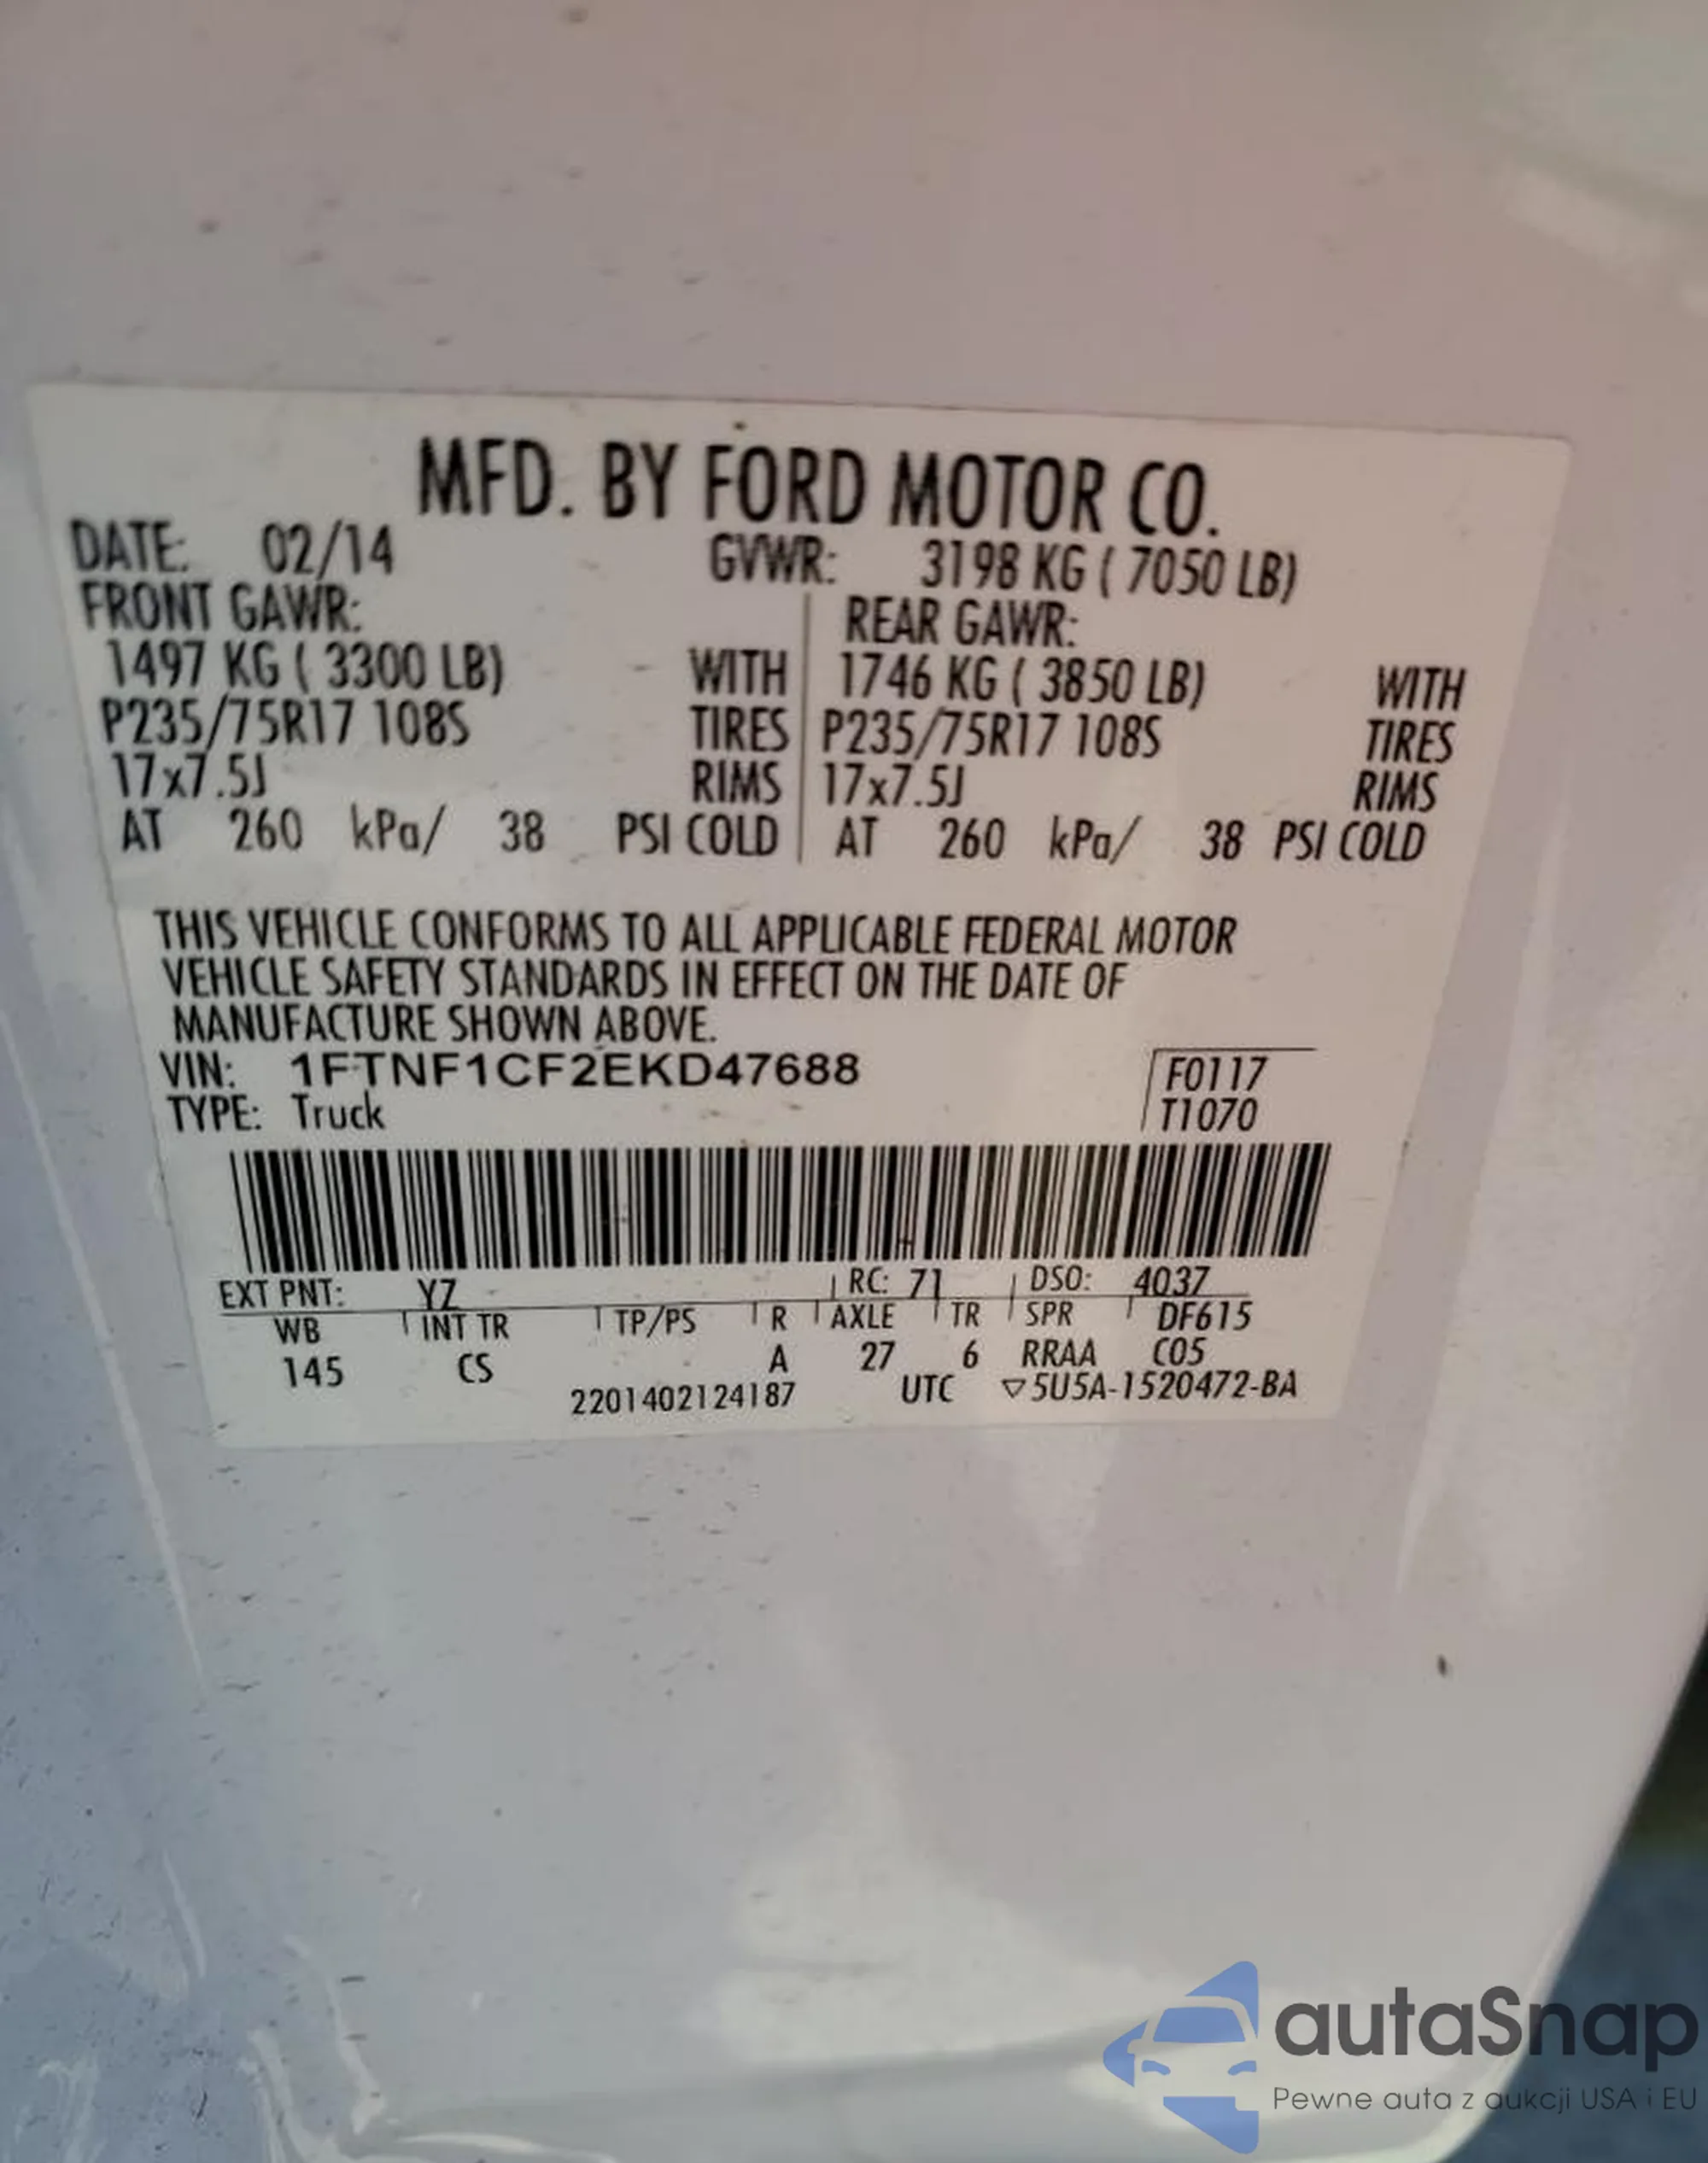 MFD. BY FORD MOTOR CO.
DATE: 02/14 GVWR: 3198 KG ( 7050 LB)
FRONT GAWR: REAR GAWR:
1497 KG ( 3300 LB) WITH 1746 KG ( 3850 LB) WITH
P235/75R17 108S TIRES P235/75R17 108S TIRES
17x7.5J RIMS 17x7.5J RIMS
AT 260 kPa/ 38 PSI COLD AT 260 kPa/ 38 PSI COLD
THIS VEHICLE CONFORMS TO ALL APPLICABLE FEDERAL MOTOR
VEHICLE SAFETY STANDARDS IN EFFECT ON THE DATE OF
MANUFACTURE SHOWN ABOVE.
VIN: 1FTNF1CF2EKD47688 F0117
TYPE: Truck T1070
EXT PNT: YZ RC: 71 DSO: 4037
WB INT TR TP/PS R AXLE TR SPR DF615
145 CS A 27 6 RRAA C05
2201402124187 UTC ▽5U5A-1520472-BA
autaSnap
Pewne auta z aukcji USA i EU